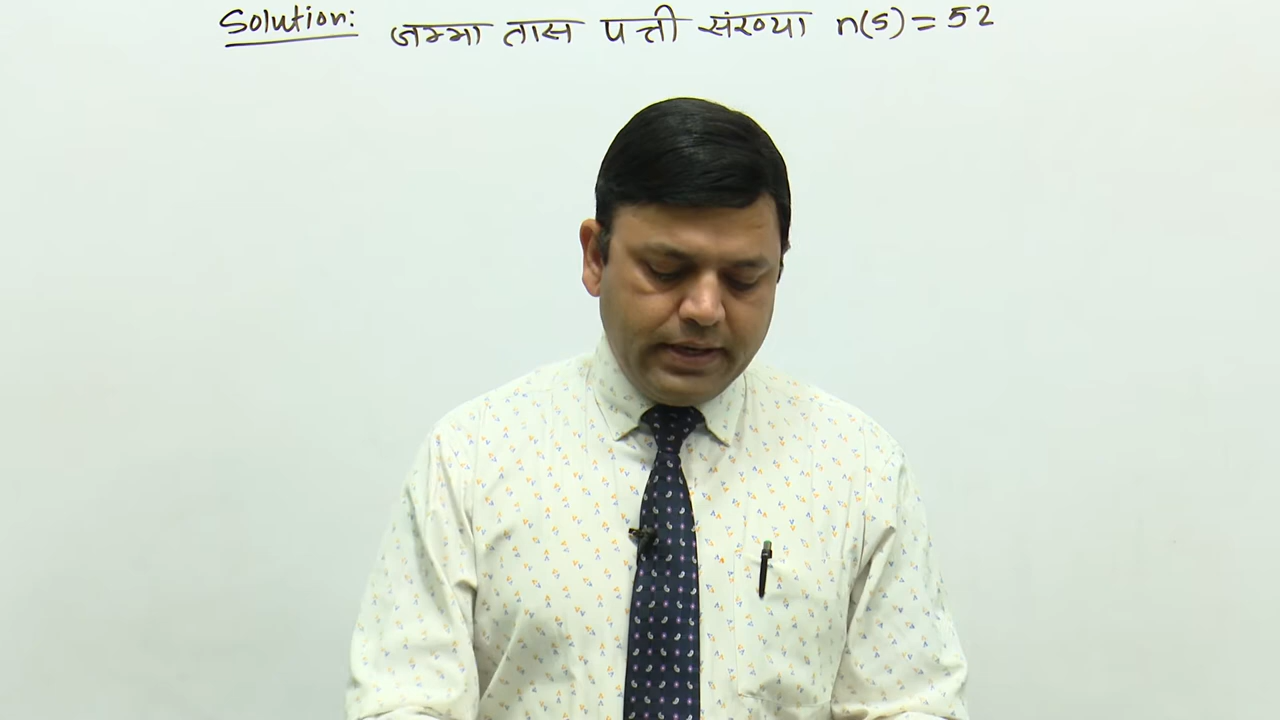 Solution: जम्मा तास पत्ती संख्या n(S) = 52